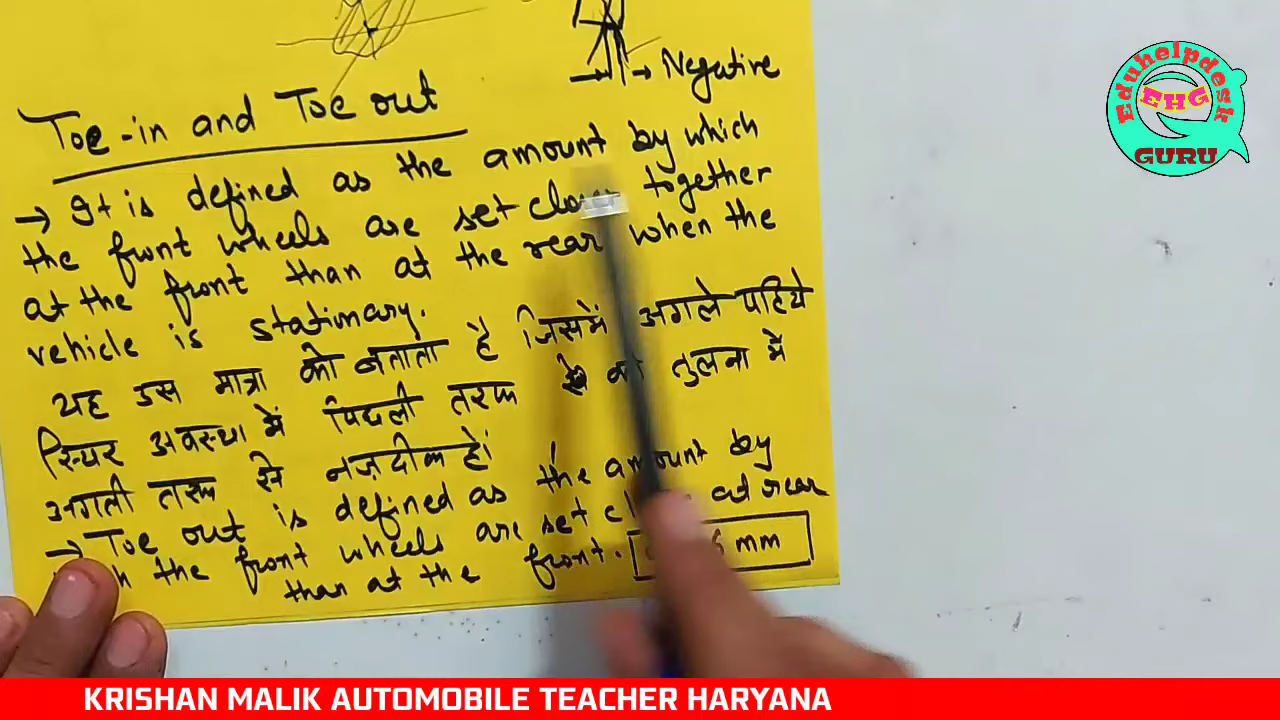 → Negative
Toe-in and Toe out
→ It is defined as the amount by which
the front wheels are set closer together
at the front than at the rear when the
vehicle is stationary.
यह उस मात्रा को बताता है जिसमें अगले पहिये
स्थिर अवस्था में पिछली तरफ की तुलना में
अगली तरफ से नज़दीक हों
→ Toe out is defined as the amount by
the front wheels are set at rear
than at the front. mm
Eduhelpdesk
EHG
GURU
KRISHAN MALIK AUTOMOBILE TEACHER HARYANA